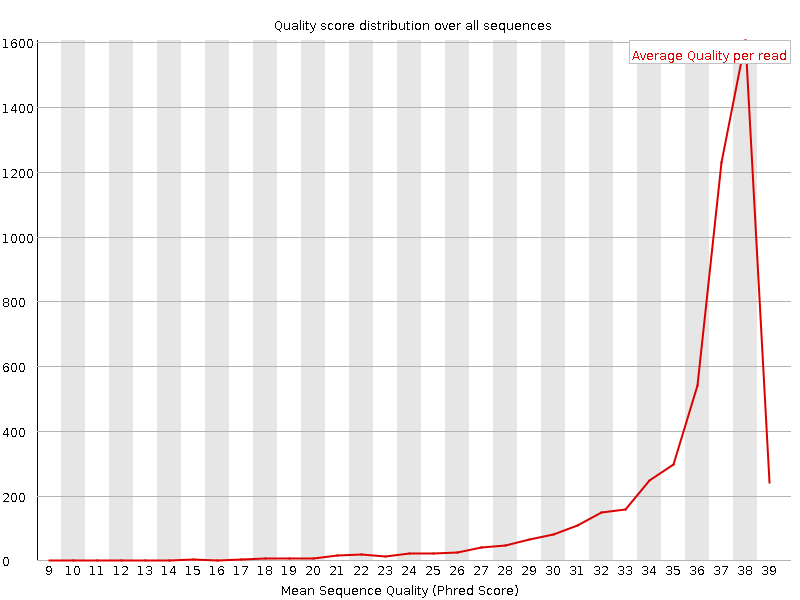 Quality score distribution over all sequences
Average Quality per read
1600
1400
1200
1000
800
600
400
200
0
9 10 11 12 13 14 15 16 17 18 19 20 21 22 23 24 25 26 27 28 29 30 31 32 33 34 35 36 37 38 39
Mean Sequence Quality (Phred Score)